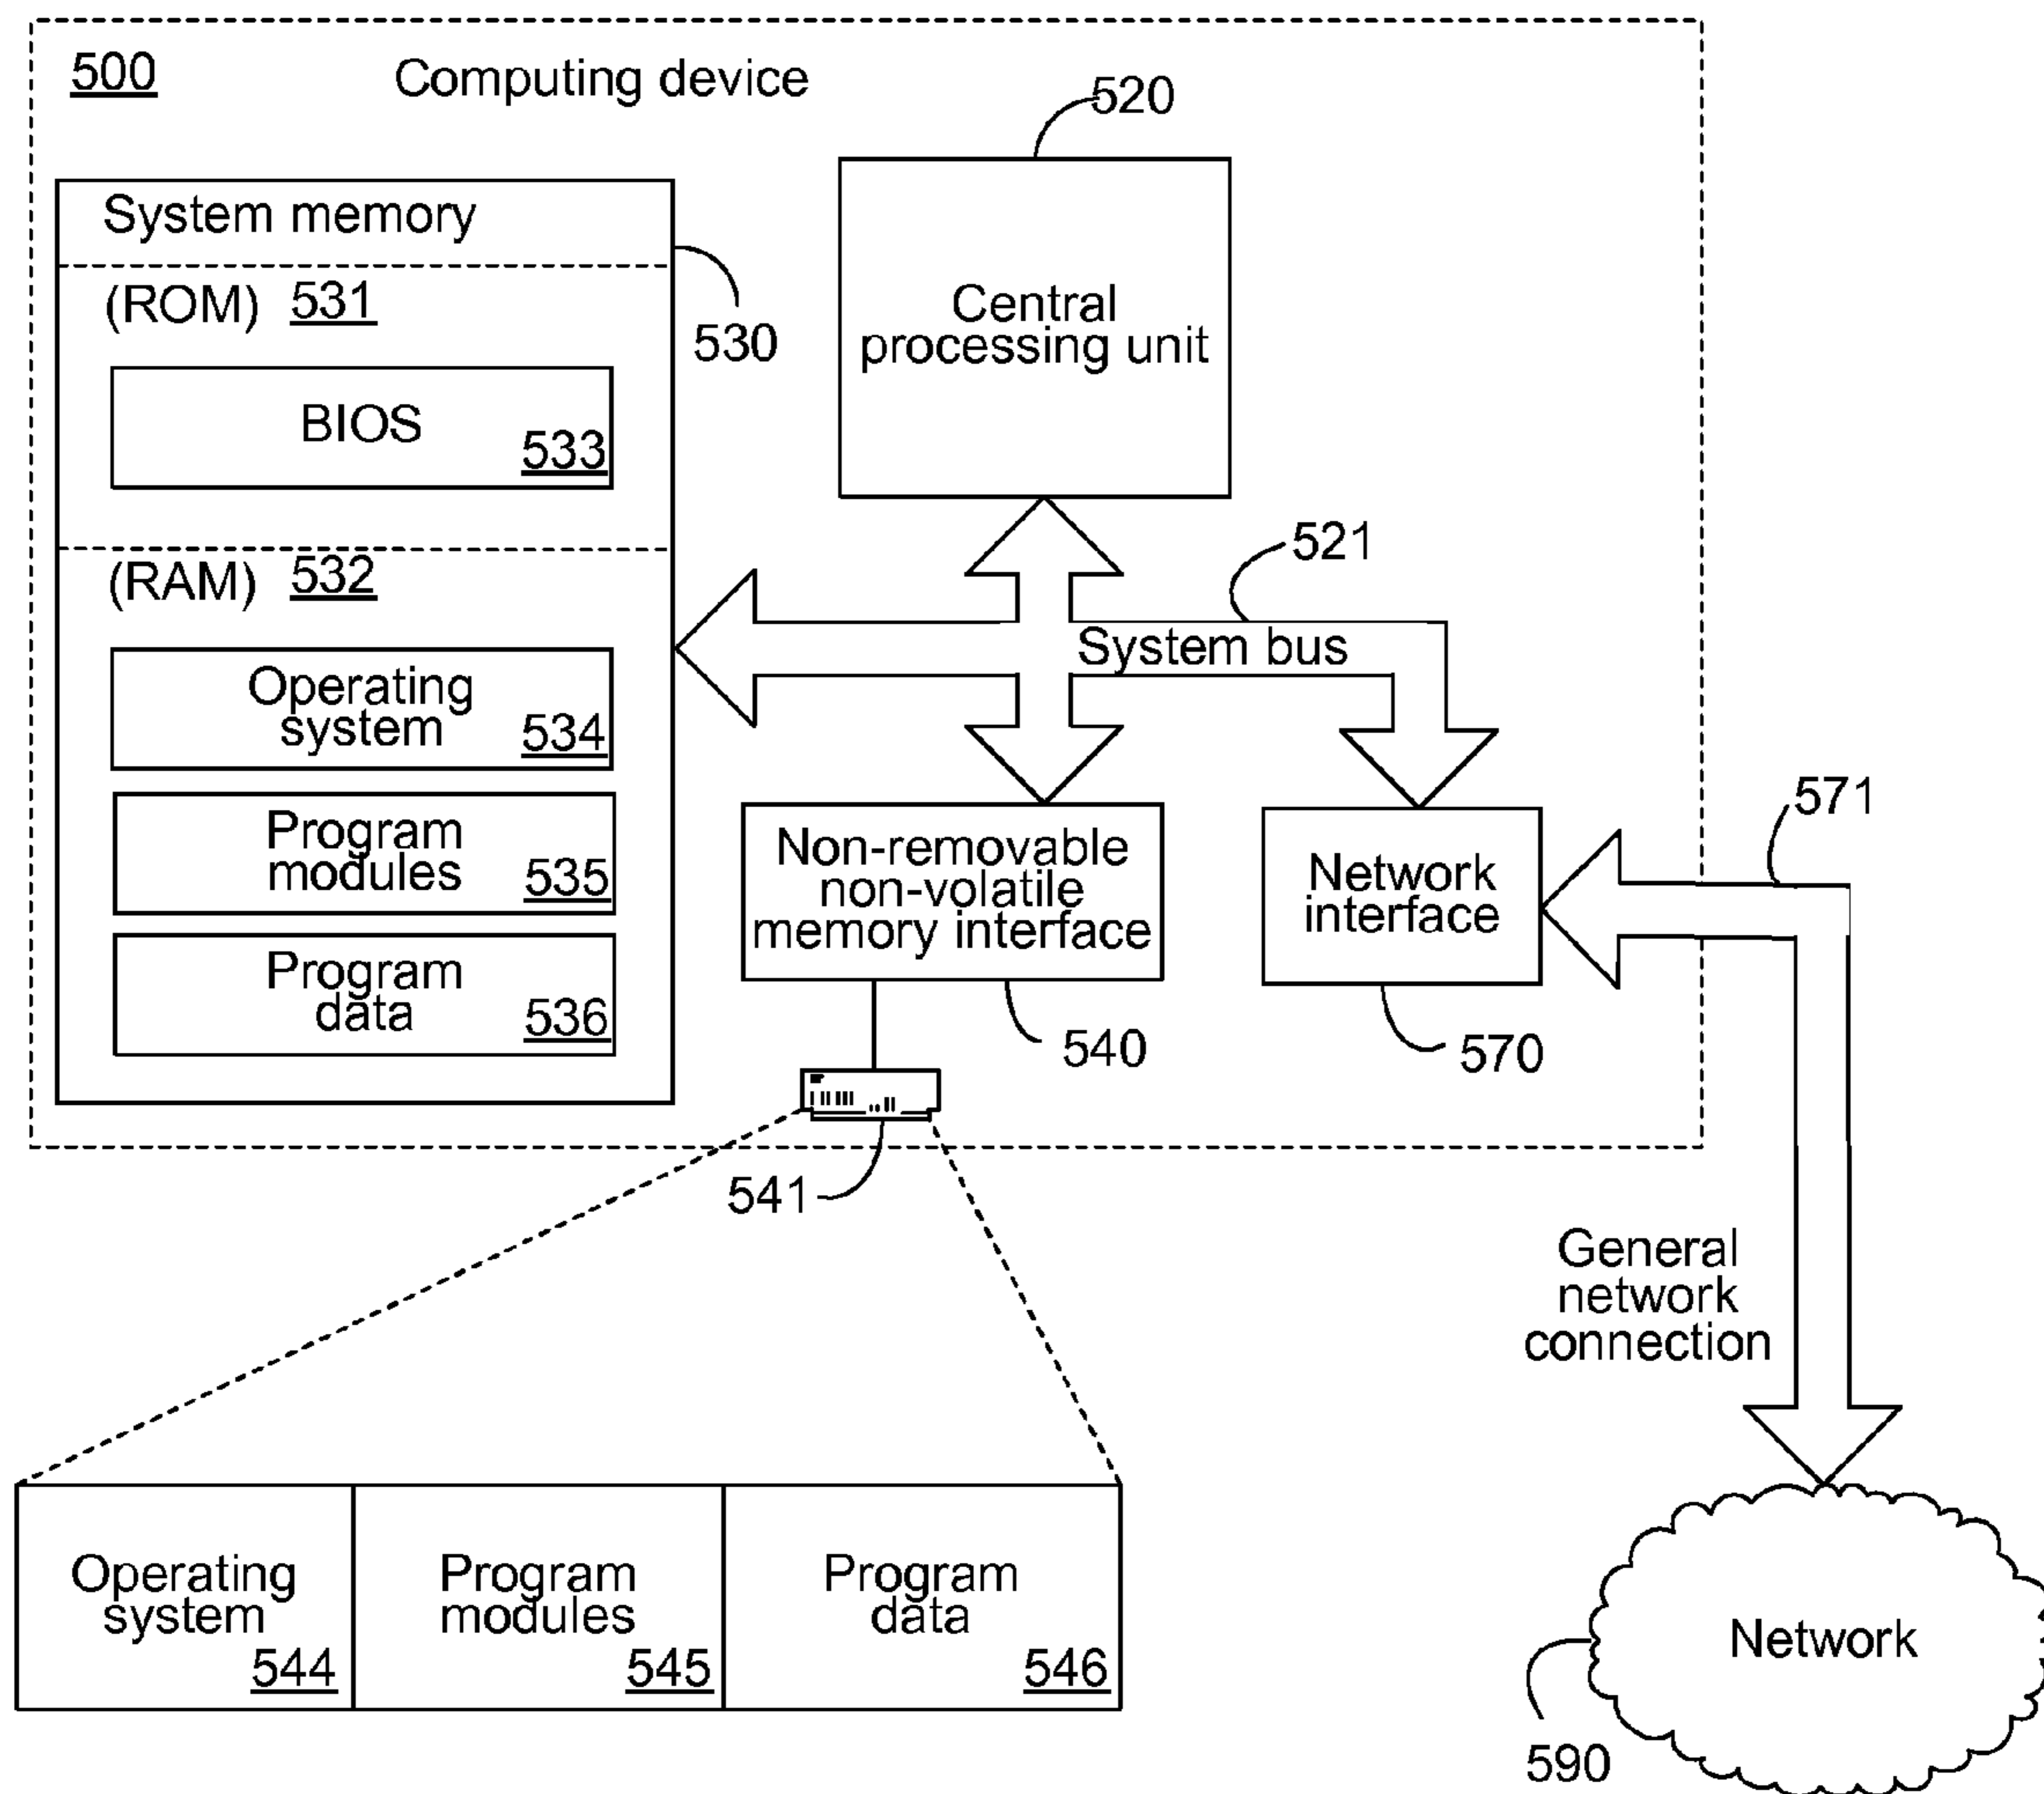 500
Computing device
520
System memory
(ROM) 531
530
BIOS
533
Central
processing unit
521
(RAM) 532
System bus
Operating
system
534
Program
modules
535
Program
data
536
Non-removable
non-volatile
memory interface
540
Network
interface
570
571
541
General
network
connection
Operating
system
544
Program
modules
545
Program
data
546
Network
590